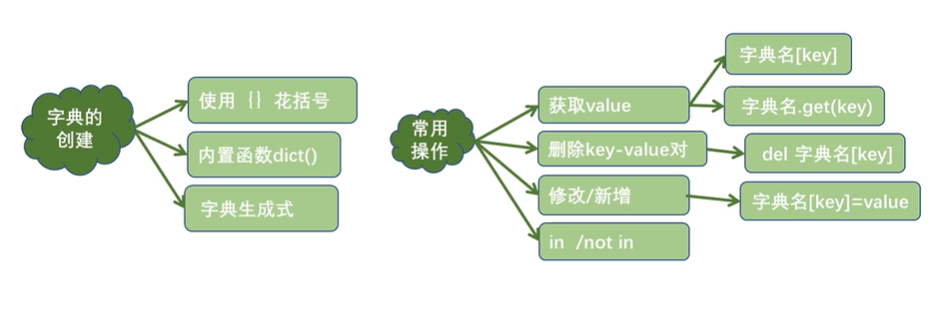 字典的
创建
使用 {} 花括号
内置函数dict()
字典生成式
常用
操作
获取value
字典名[key]
字典名.get(key)
删除key-value对
del 字典名[key]
修改/新增
字典名[key]=value
in /not in